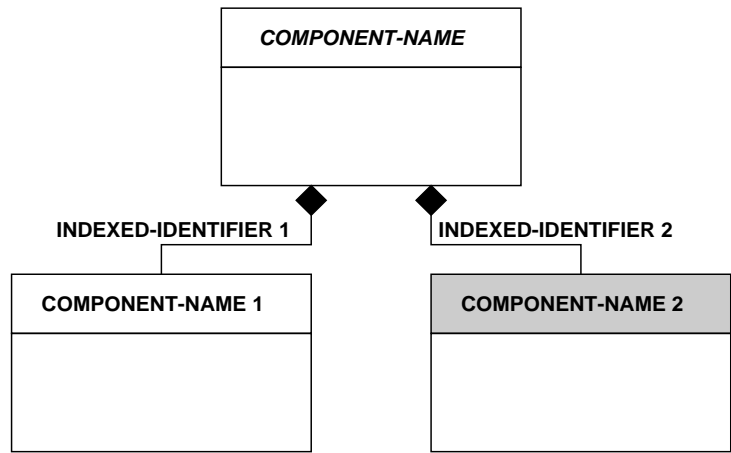 COMPONENT-NAME
INDEXED-IDENTIFIER 1
INDEXED-IDENTIFIER 2
COMPONENT-NAME 1
COMPONENT-NAME 2